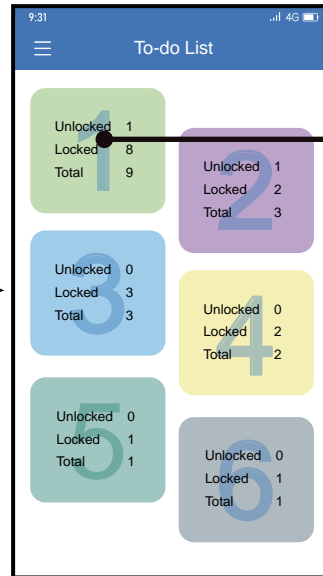 9:31 4G
To-do List
1
Unlocked 1
Locked 8
Total 9
2
Unlocked 1
Locked 2
Total 3
3
Unlocked 0
Locked 3
Total 3
4
Unlocked 0
Locked 2
Total 2
5
Unlocked 0
Locked 1
Total 1
6
Unlocked 0
Locked 1
Total 1